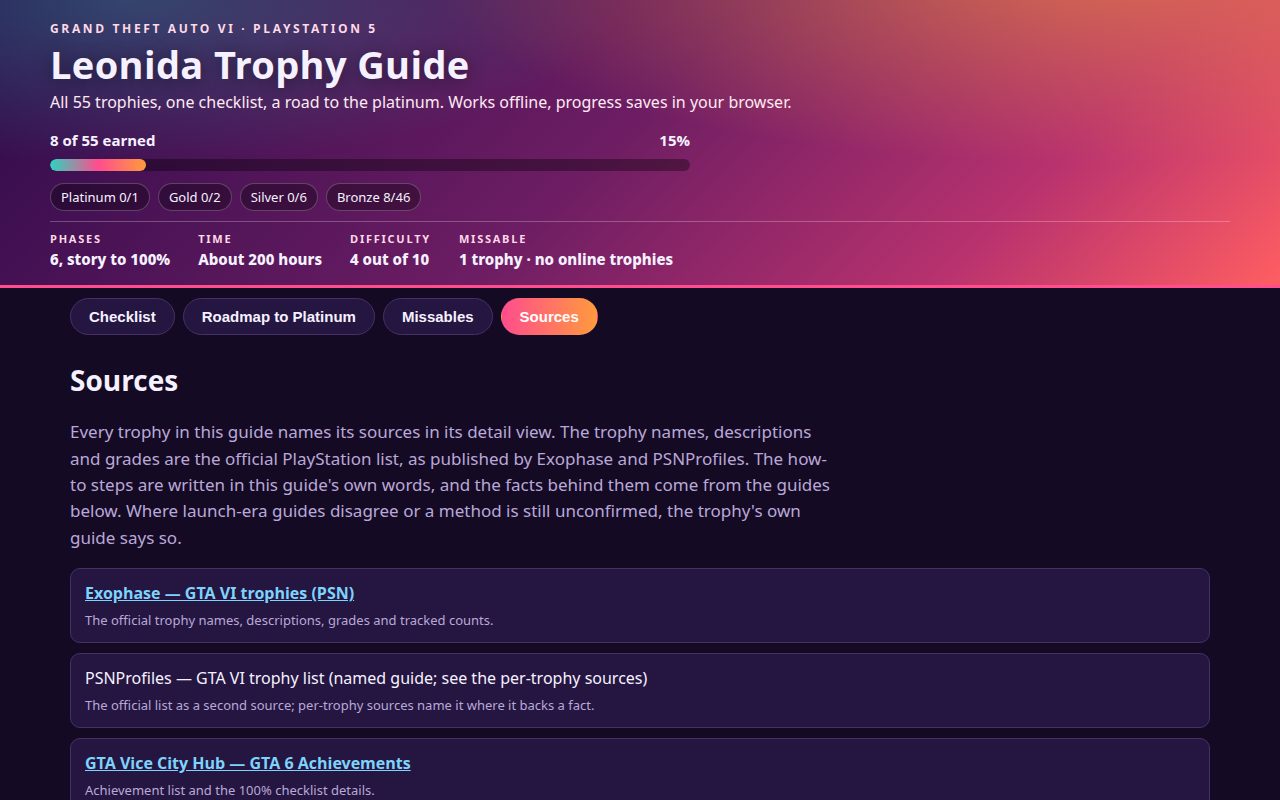 GRAND THEFT AUTO VI · PLAYSTATION 5
Leonida Trophy Guide
All 55 trophies, one checklist, a road to the platinum. Works offline, progress saves in your browser.
8 of 55 earned 15%
Platinum 0/1 Gold 0/2 Silver 0/6 Bronze 8/46
PHASES TIME DIFFICULTY MISSABLE
6, story to 100% About 200 hours 4 out of 10 1 trophy · no online trophies
Checklist Roadmap to Platinum Missables Sources
Sources
Every trophy in this guide names its sources in its detail view. The trophy names, descriptions
and grades are the official PlayStation list, as published by Exophase and PSNProfiles. The how-
to steps are written in this guide's own words, and the facts behind them come from the guides
below. Where launch-era guides disagree or a method is still unconfirmed, the trophy's own
guide says so.
Exophase — GTA VI trophies (PSN)
The official trophy names, descriptions, grades and tracked counts.
PSNProfiles — GTA VI trophy list (named guide; see the per-trophy sources)
The official list as a second source; per-trophy sources name it where it backs a fact.
GTA Vice City Hub — GTA 6 Achievements
Achievement list and the 100% checklist details.